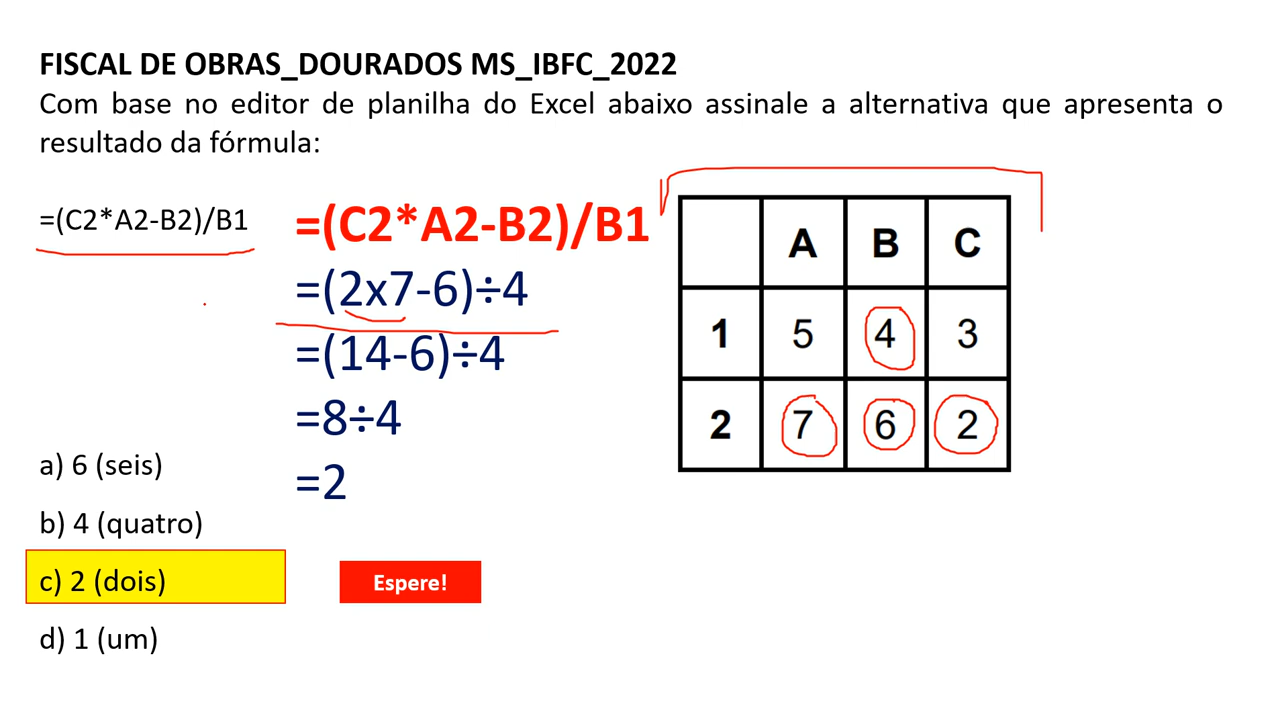 FISCAL DE OBRAS_DOURADOS MS_IBFC_2022
Com base no editor de planilha do Excel abaixo assinale a alternativa que apresenta o
resultado da fórmula:
=(C2*A2-B2)/B1
=(C2*A2-B2)/B1
=(2x7-6)÷4
=(14-6)÷4
=8÷4
=2
A B C
1 5 4 3
2 7 6 2
a) 6 (seis)
b) 4 (quatro)
c) 2 (dois)
Espere!
d) 1 (um)